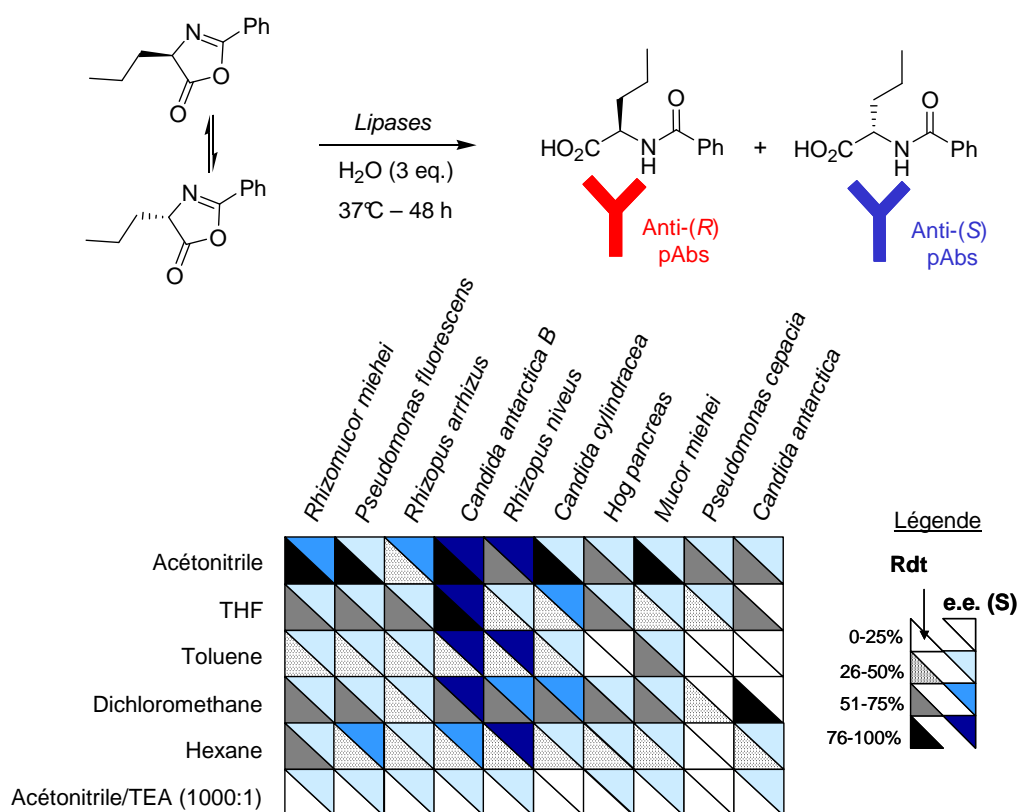 N
Ph
O
O
N
Ph
O
O
Lipases
H2O (3 eq.)
37°C – 48 h
HO2C
N
H
O
Ph
+
HO2C
N
H
O
Ph
Anti-(R)
pAbs
Anti-(S)
pAbs
Rhizomucor miehei
Pseudomonas fluorescens
Rhizopus arrhizus
Candida antarctica B
Rhizopus niveus
Candida cylindracea
Hog pancreas
Mucor miehei
Pseudomonas cepacia
Candida antarctica
Acétonitrile
THF
Toluene
Dichloromethane
Hexane
Acétonitrile/TEA (1000:1)
Légende
Rdt
e.e. (S)
0-25%
26-50%
51-75%
76-100%